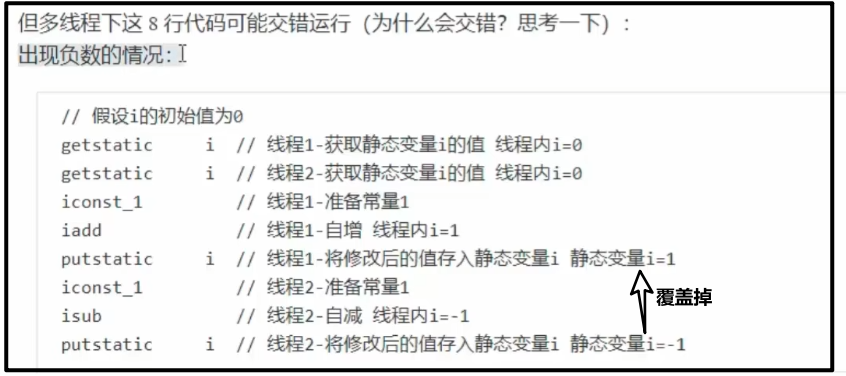 但多线程下这 8 行代码可能交错运行（为什么会交错？思考一下）：
出现负数的情况：
// 假设i的初始值为0
getstatic i // 线程1-获取静态变量i的值 线程内i=0
getstatic i // 线程2-获取静态变量i的值 线程内i=0
iconst_1 // 线程1-准备常量1
iadd // 线程1-自增 线程内i=1
putstatic i // 线程1-将修改后的值存入静态变量i 静态变量i=1
iconst_1 // 线程2-准备常量1
isub // 线程2-自减 线程内i=-1
putstatic i // 线程2-将修改后的值存入静态变量i 静态变量i=-1
覆盖掉